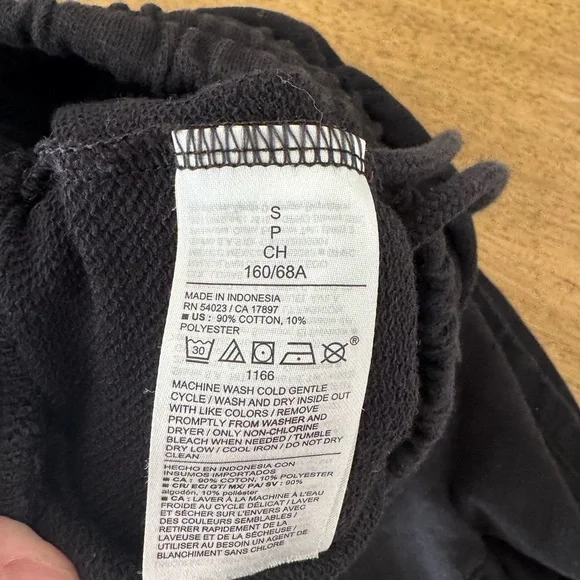 S
P
CH
160/68A
MADE IN INDONESIA
RN 54023 / CA 17897
■ US : 90% COTTON, 10%
POLYESTER
30
1166
MACHINE WASH COLD GENTLE
CYCLE / WASH AND DRY INSIDE OUT
WITH LIKE COLORS / REMOVE
PROMPTLY FROM WASHER AND
DRYER / ONLY NON-CHLORINE
BLEACH WHEN NEEDED / TUMBLE
DRY LOW / COOL IRON / DO NOT DRY
CLEAN
HECHO EN INDONESIA CON
INSUMOS IMPORTADOS
■ CA : 90% COTTON, 10% POLYESTER
■ CR/ EC/ GT/ MX/ PA/ SV : 90%
algodón, 10% poliéster
■ CA : LAVER À LA MACHINE À L'EAU
FROIDE AU CYCLE DÉLICAT / LAVER
ET SÉCHER SUR L'ENVERS AVEC
DES COULEURS SEMBLABLES /
RETIRER RAPIDEMENT DE LA
LAVEUSE ET DE LA SÉCHEUSE /
UTILISER AU BESOIN AGENT DE
BLANCHIMENT SANS CHLORE